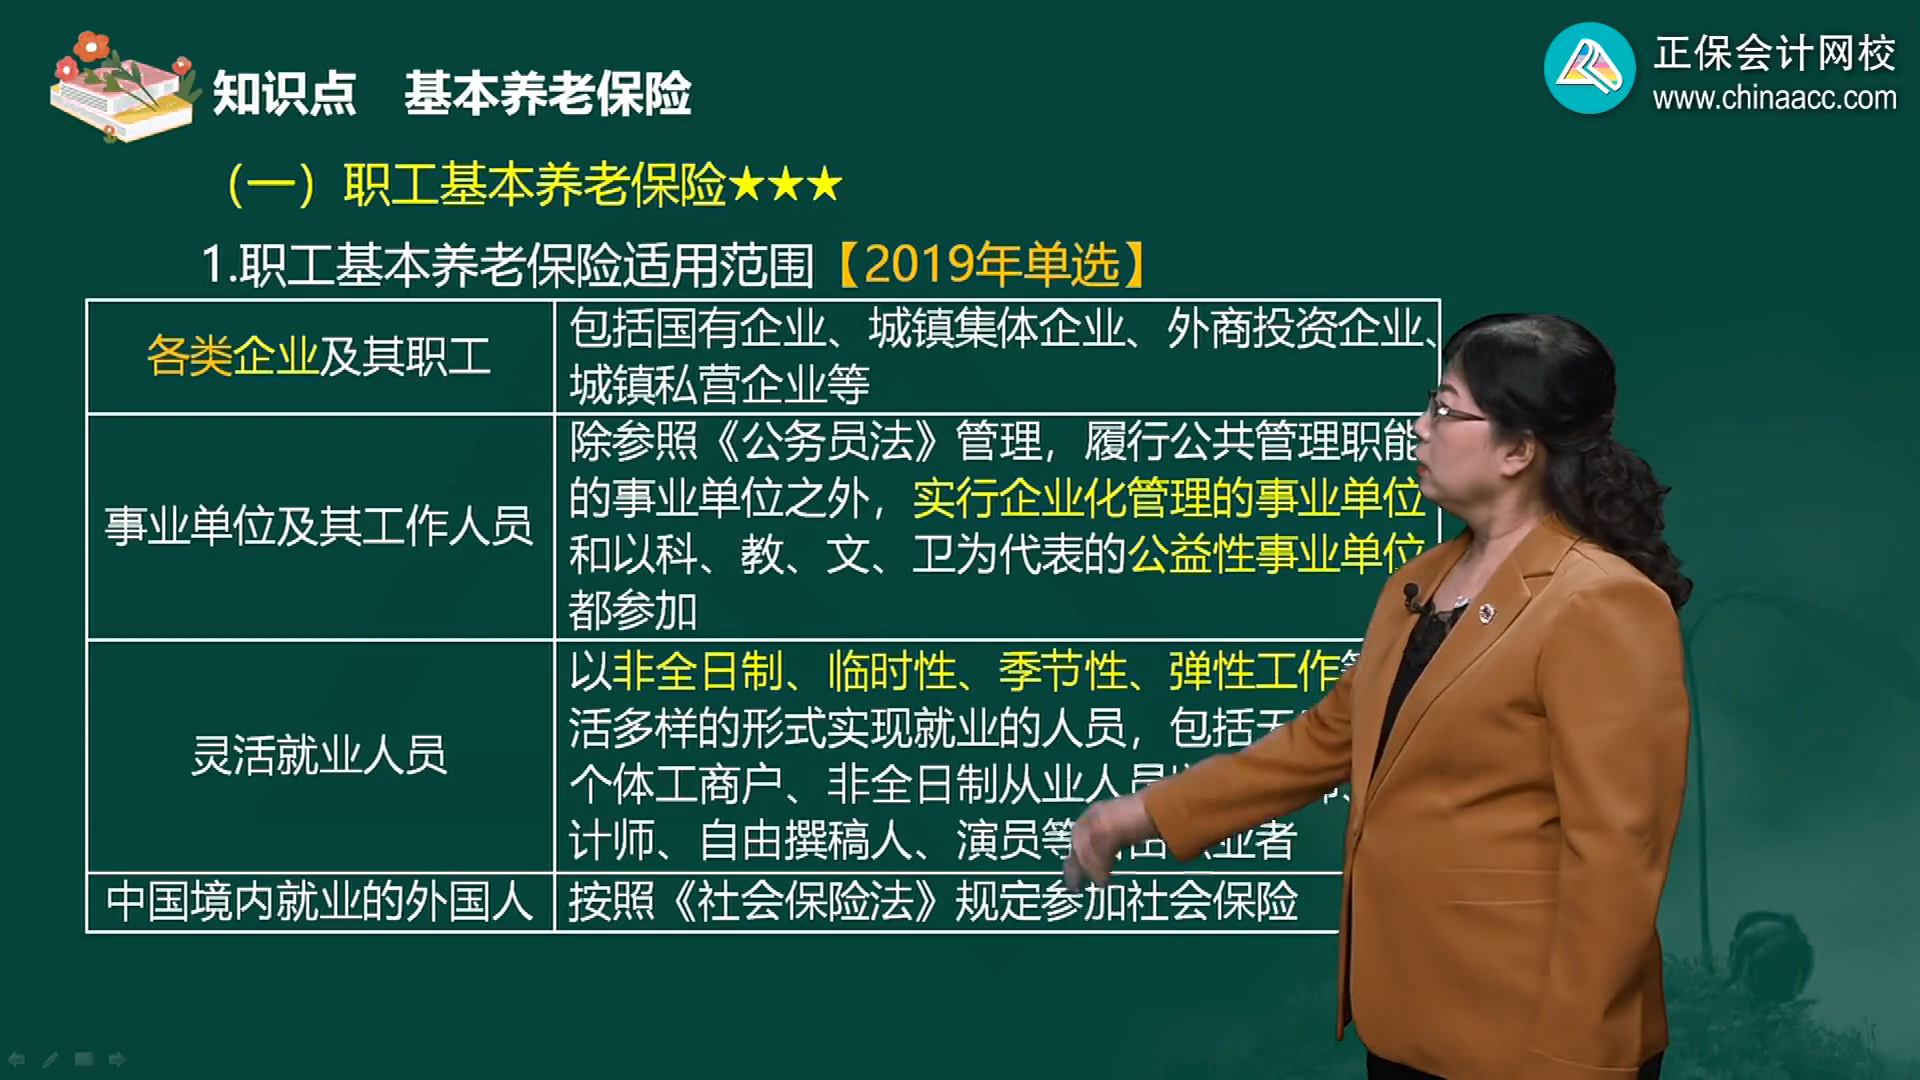 正保会计网校
www.chinaacc.com
知识点 基本养老保险
（一）职工基本养老保险★★★
1.职工基本养老保险适用范围【2019年单选】
各类企业及其职工
包括国有企业、城镇集体企业、外商投资企业、
城镇私营企业等
事业单位及其工作人员
除参照《公务员法》管理，履行公共管理职能
的事业单位之外，实行企业化管理的事业单位
和以科、教、文、卫为代表的公益性事业单位
都参加
灵活就业人员
以非全日制、临时性、季节性、弹性工作
活多样的形式实现就业的人员，包括
个体工商户、非全日制从业人员
计师、自由撰稿人、演员等 业者
中国境内就业的外国人
按照《社会保险法》规定参加社会保险